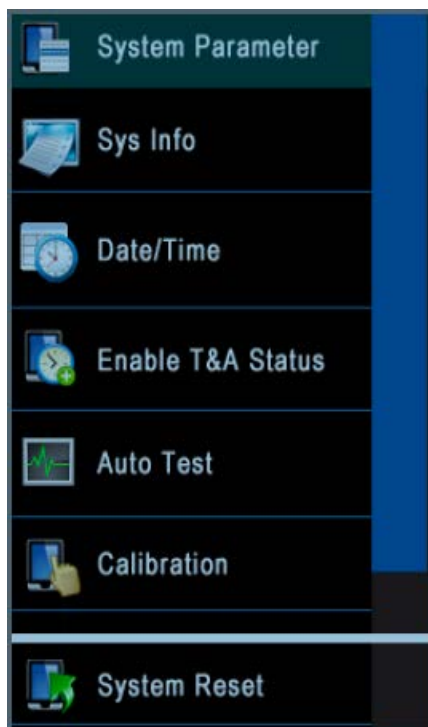 System Parameter
Sys Info
Date/Time
Enable T&A Status
Auto Test
Calibration
System Reset